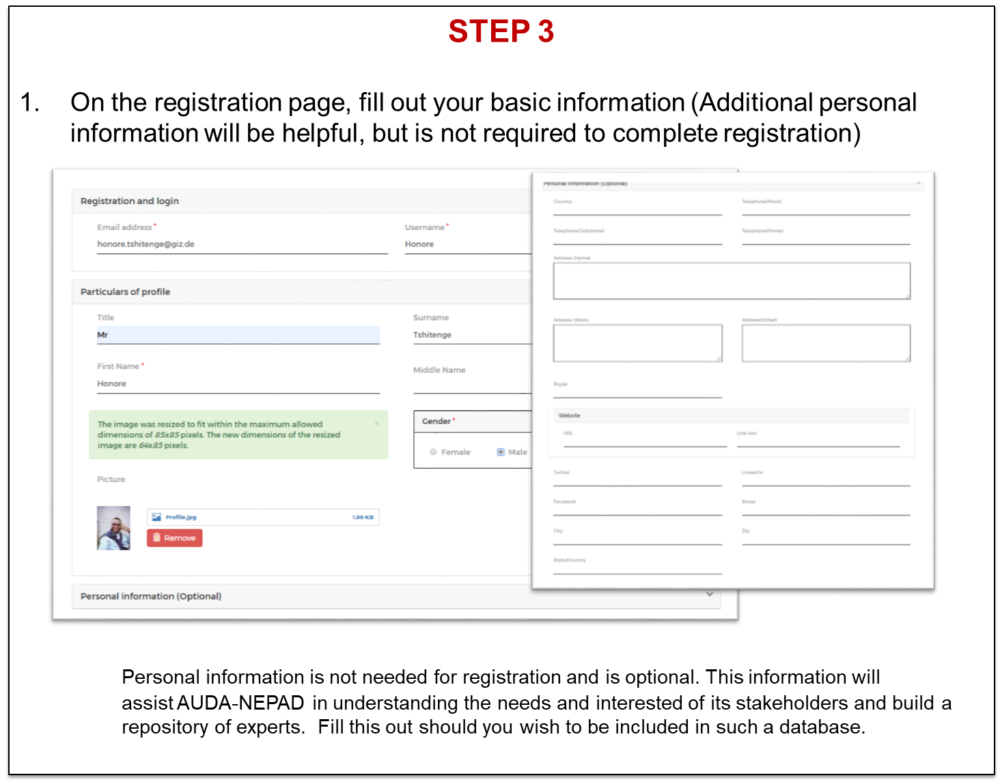 STEP 3
1. On the registration page, fill out your basic information (Additional personal
information will be helpful, but is not required to complete registration)
Registration and login
Email address *
Username *
honore.tshitenge@giz.de
Honore
Particulars of profile
Title
Surname
Mr
Tshitenge
First Name *
Middle Name
Honore
The image was resized to fit within the maximum allowed
dimensions of 85x85 pixels. The new dimensions of the resized
image are 64x85 pixels.
×
Gender *
Female
Male
Picture
Profile.jpg
1.99 KB
Remove
Personal information (Optional)
Personal information (Optional)
Country
Telephone(Work)
Telephone(Cellphone)
Telephone(Home)
Address (Home)
Address (Work)
Address(Other)
Skype
Website
URL
Link text
Twitter
Linked In
Facebook
Street
City
Zip
State/Country
Personal information is not needed for registration and is optional. This information will
assist AUDA-NEPAD in understanding the needs and interested of its stakeholders and build a
repository of experts. Fill this out should you wish to be included in such a database.